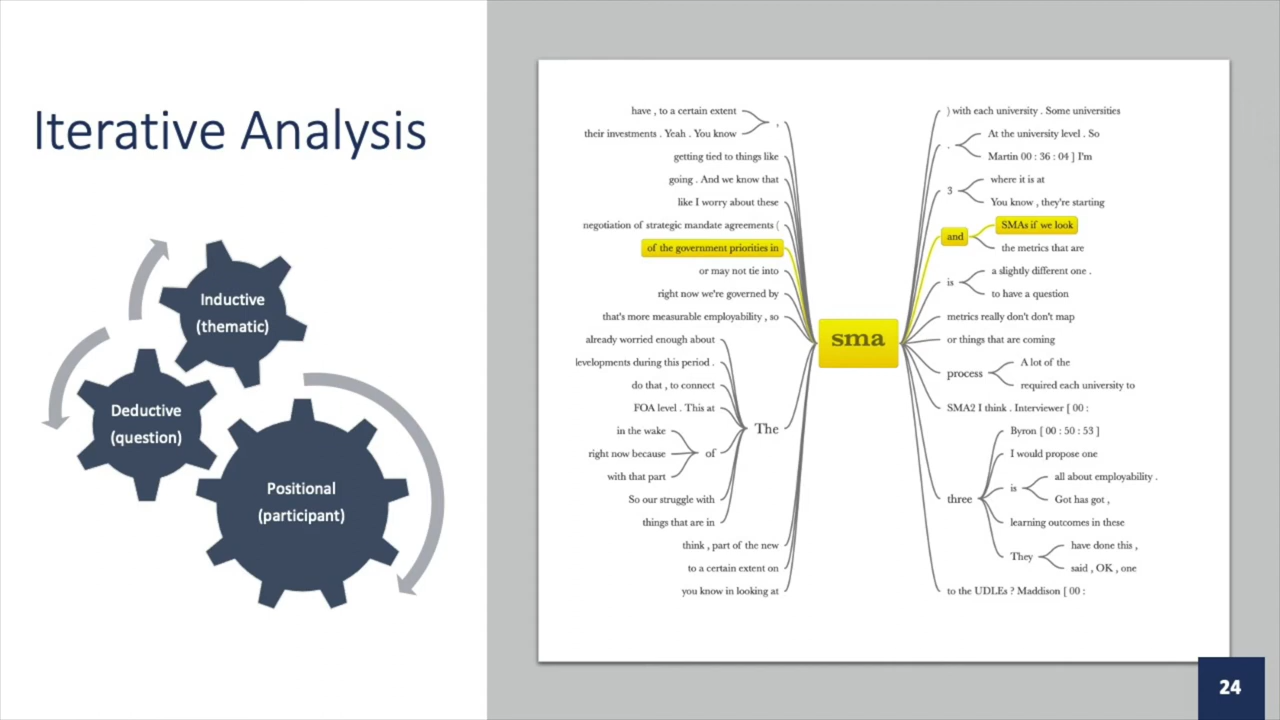 Iterative Analysis
Inductive
(thematic)
Deductive
(question)
Positional
(participant)
have , to a certain extent
their investments . Yeah . You know
,
getting tied to things like
going . And we know that
like I worry about these
negotiation of strategic mandate agreements (
of the government priorities in
or may not tie into
right now we're governed by
that's more measurable employability , so
already worried enough about
levelopments during this period .
do that , to connect
FOA level . This at
in the wake
right now because
with that part
of
So our struggle with
things that are in
The
think , part of the new
to a certain extent on
you know in looking at
sma
) with each university . Some universities
.
At the university level . So
Martin 00 : 36 : 04 ] I'm
3
where it is at
You know , they're starting
and
SMAs if we look
the metrics that are
is
a slightly different one .
to have a question
metrics really don't don't map
or things that are coming
process
A lot of the
required each university to
SMA2 I think . Interviewer [ 00 :
three
Byron [ 00 : 50 : 53 ]
I would propose one
is
all about employability .
Got has got ,
learning outcomes in these
They
have done this ,
said , OK , one
to the UDLEs ? Maddison [ 00 :
24